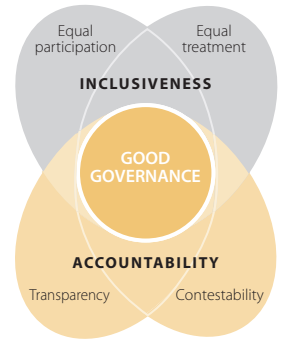 Equal
participation
Equal
treatment
INCLUSIVENESS
GOOD
GOVERNANCE
ACCOUNTABILITY
Transparency
Contestability